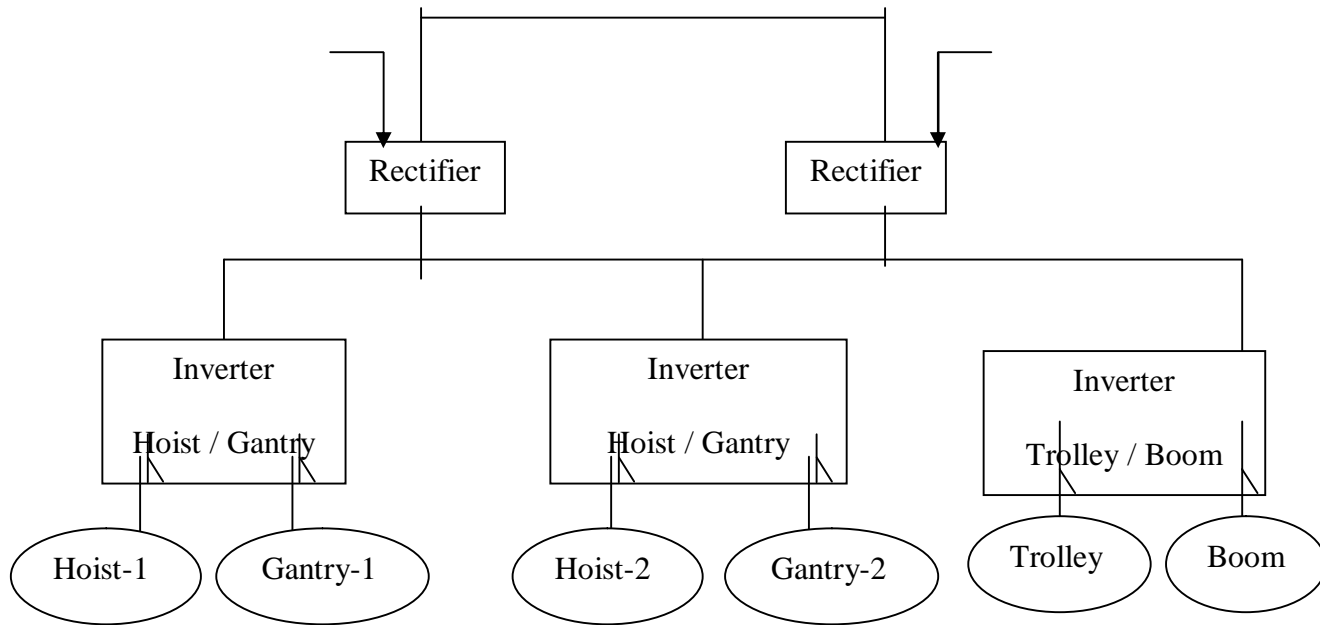 Rectifier
Rectifier
Inverter
Hoist / Gantry
Inverter
Hoist / Gantry
Inverter
Trolley / Boom
Hoist-1
Gantry-1
Hoist-2
Gantry-2
Trolley
Boom